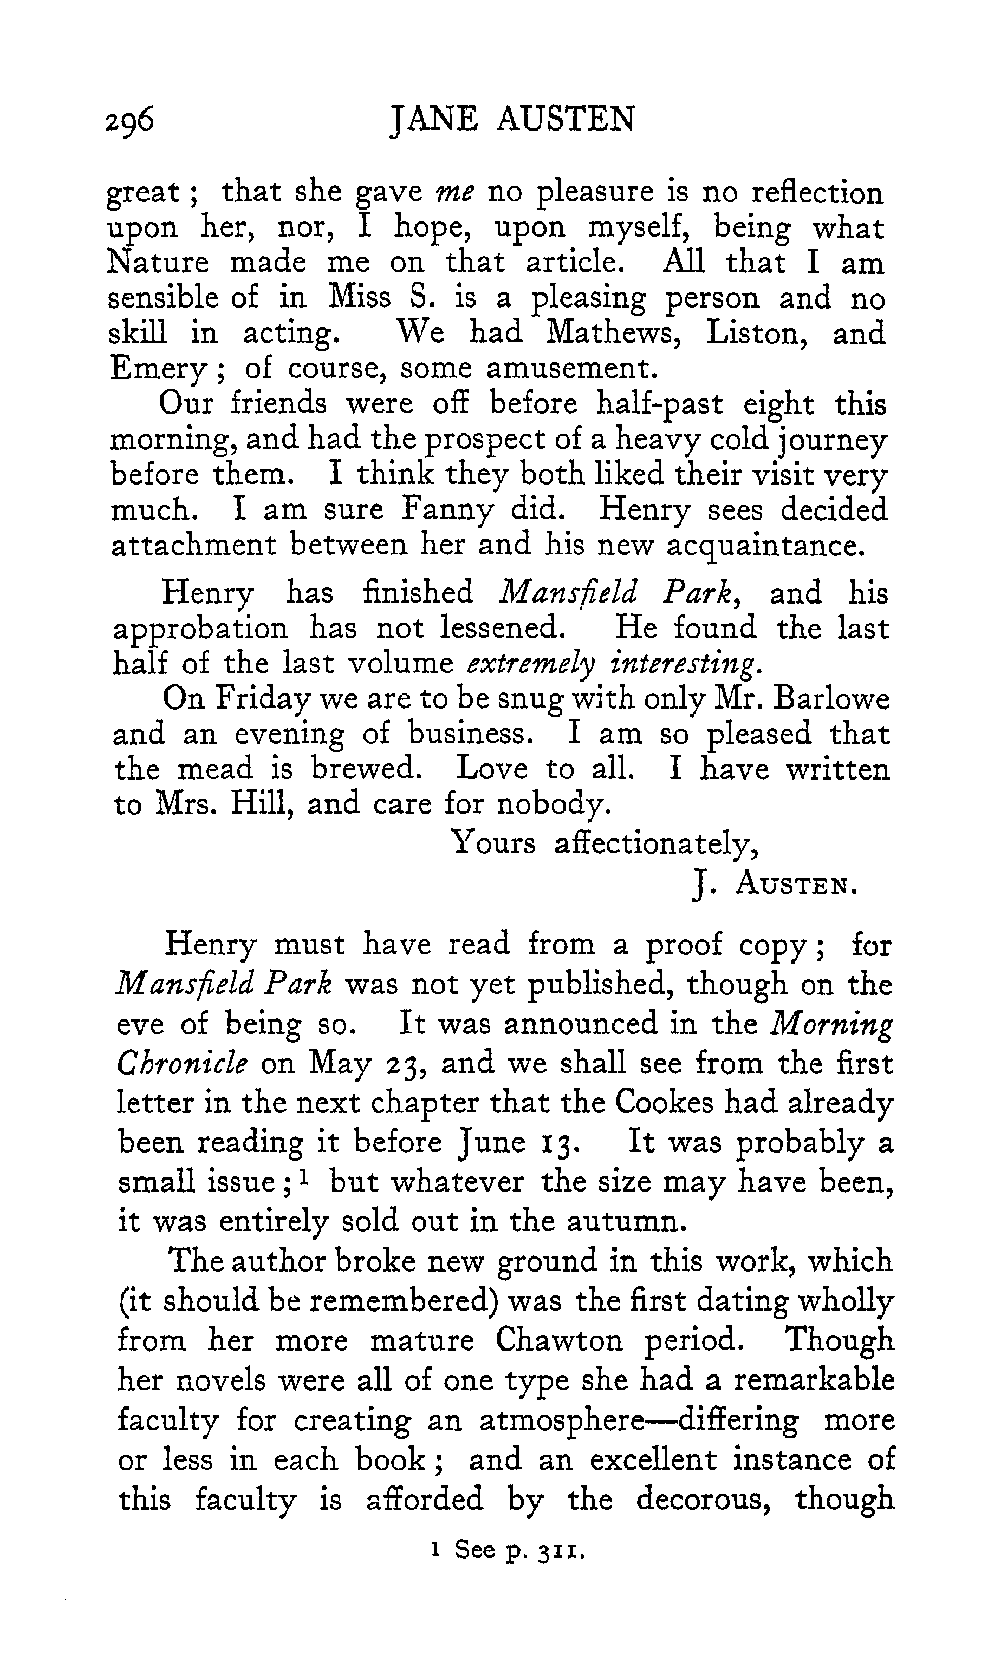 296 JANE AUSTEN
great ; that she gave me no pleasure is no reflection
upon her, nor, I hope, upon myself, being what
Nature made me on that article. All that I am
sensible of in Miss S. is a pleasing person and no
skill in acting. We had Mathews, Liston, and
Emery ; of course, some amusement.
Our friends were off before half-past eight this
morning, and had the prospect of a heavy cold journey
before them. I think they both liked their visit very
much. I am sure Fanny did. Henry sees decided
attachment between her and his new acquaintance.
Henry has finished Mansfield Park, and his
approbation has not lessened. He found the last
half of the last volume extremely interesting.
On Friday we are to be snug with only Mr. Barlowe
and an evening of business. I am so pleased that
the mead is brewed. Love to all. I have written
to Mrs. Hill, and care for nobody.
Yours affectionately,
J. AUSTEN.
Henry must have read from a proof copy ; for
Mansfield Park was not yet published, though on the
eve of being so. It was announced in the Morning
Chronicle on May 23, and we shall see from the first
letter in the next chapter that the Cookes had already
been reading it before June 13. It was probably a
small issue ;¹ but whatever the size may have been,
it was entirely sold out in the autumn.
The author broke new ground in this work, which
(it should be remembered) was the first dating wholly
from her more mature Chawton period. Though
her novels were all of one type she had a remarkable
faculty for creating an atmosphere—differing more
or less in each book ; and an excellent instance of
this faculty is afforded by the decorous, though
¹ See p. 311.